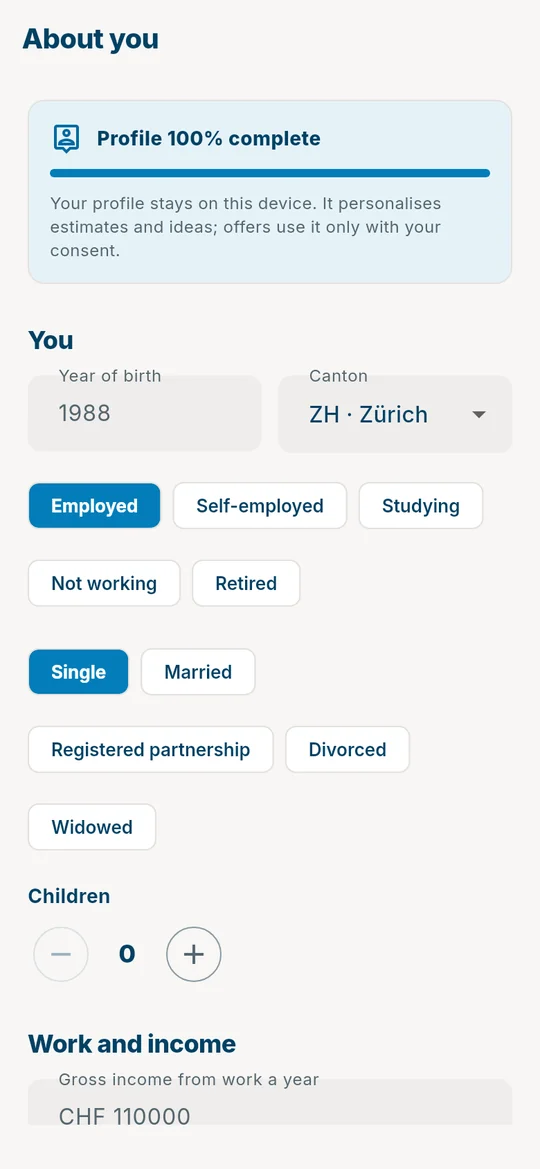 About you
Profile 100% complete
Your profile stays on this device. It personalises
estimates and ideas; offers use it only with your
consent.
You
Year of birth
Canton
1988
ZH · Zürich
Employed
Self-employed
Studying
Not working
Retired
Single
Married
Registered partnership
Divorced
Widowed
Children
0
Work and income
Gross income from work a year
CHF 110000